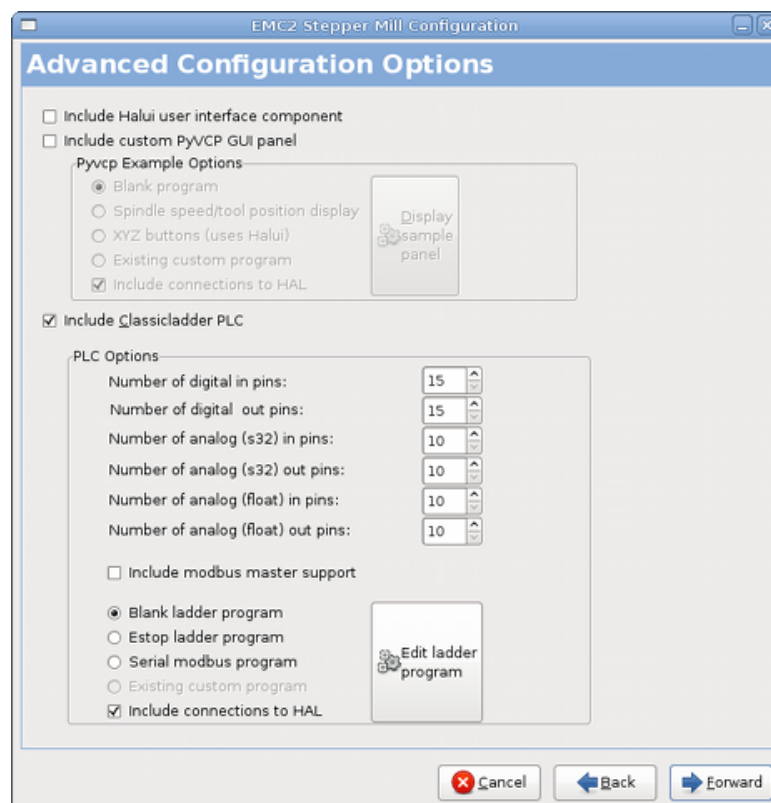 EMC2 Stepper Mill Configuration
Advanced Configuration Options
Include Halui user interface component
Include custom PyVCP GUI panel
Pyvcp Example Options
Blank program
Spindle speed/tool position display
XYZ buttons (uses Halui)
Existing custom program
Include connections to HAL
Display
sample
panel
Include Classicladder PLC
PLC Options
Number of digital in pins: 15
Number of digital out pins: 15
Number of analog (s32) in pins: 10
Number of analog (s32) out pins: 10
Number of analog (float) in pins: 10
Number of analog (float) out pins: 10
Include modbus master support
Blank ladder program
Estop ladder program
Serial modbus program
Existing custom program
Include connections to HAL
Edit ladder
program
Cancel Back Forward